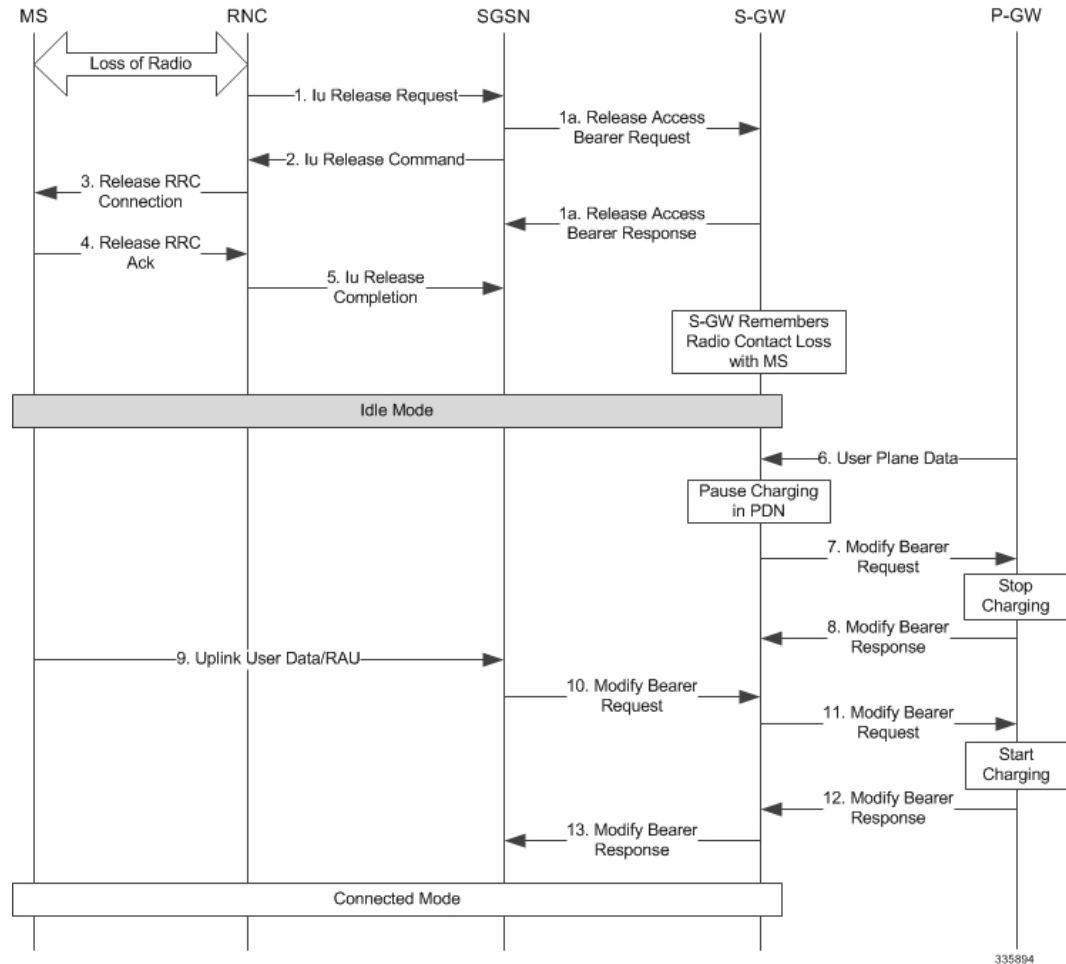 MS RNC SGSN S-GW P-GW
Loss of Radio
1. Iu Release Request
1a. Release Access
Bearer Request
2. Iu Release Command
3. Release RRC
Connection
1a. Release Access
Bearer Response
4. Release RRC
Ack
5. Iu Release
Completion
S-GW Remembers
Radio Contact Loss
with MS
Idle Mode
6. User Plane Data
Pause Charging
in PDN
7. Modify Bearer
Request
Stop
Charging
8. Modify Bearer
Response
9. Uplink User Data/RAU
10. Modify Bearer
Request
11. Modify Bearer
Request
Start
Charging
12. Modify Bearer
Response
13. Modify Bearer
Response
Connected Mode
335894